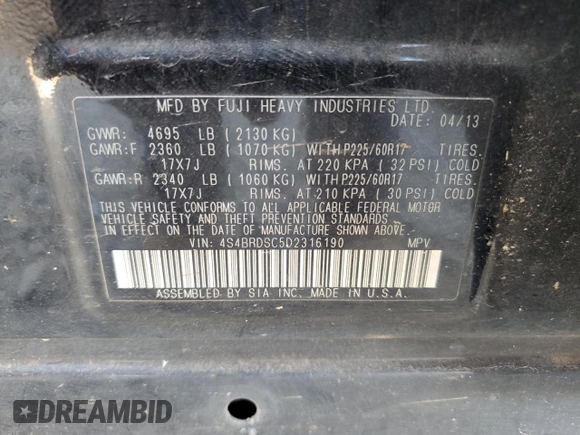 MFD BY FUJI HEAVY INDUSTRIES LTD.
DATE: 04/13
GVWR: 4695 LB ( 2130 KG)
GAWR:F 2360 LB ( 1070 KG) WITH P225/60R17 TIRES.
17X7J RIMS. AT 220 KPA ( 32 PSI) COLD
GAWR:R 2340 LB ( 1060 KG) WITH P225/60R17 TIRES.
17X7J RIMS. AT 210 KPA ( 30 PSI) COLD
THIS VEHICLE CONFORMS TO ALL APPLICABLE FEDERAL MOTOR
VEHICLE SAFETY AND THEFT PREVENTION STANDARDS
IN EFFECT ON THE DATE OF MANUFACTURE SHOWN ABOVE.
VIN: 4S4BRDSC5D2316190 MPV
ASSEMBLED BY SIA INC. MADE IN U.S.A.
DREAMBID